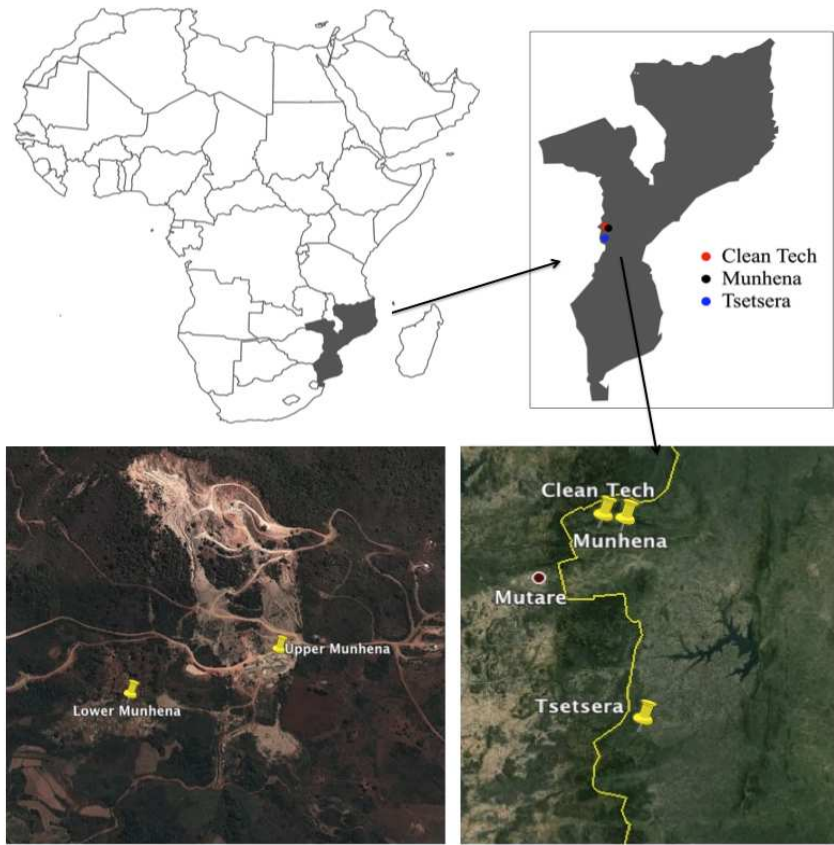 Clean Tech
Munhena
Tsetsera
Upper Munhena
Lower Munhena
Clean Tech
Munhena
Mutare
Tsetsera